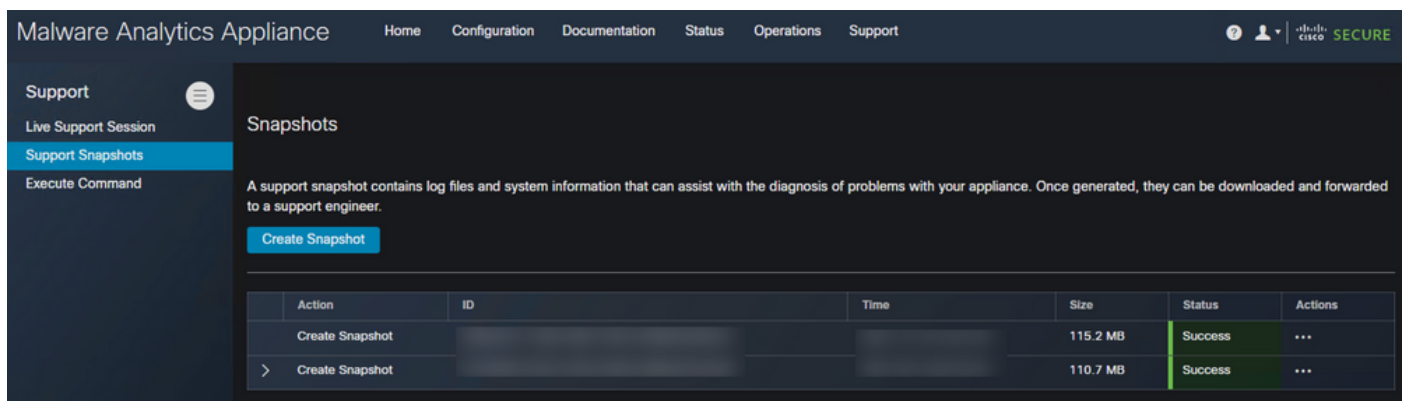 Malware Analytics Appliance Home Configuration Documentation Status Operations Support ? cisco SECURE
Support
Live Support Session
Support Snapshots
Execute Command
Snapshots
A support snapshot contains log files and system information that can assist with the diagnosis of problems with your appliance. Once generated, they can be downloaded and forwarded
to a support engineer.
Create Snapshot
Action ID Time Size Status Actions
Create Snapshot 115.2 MB Success ...
> Create Snapshot 110.7 MB Success ...